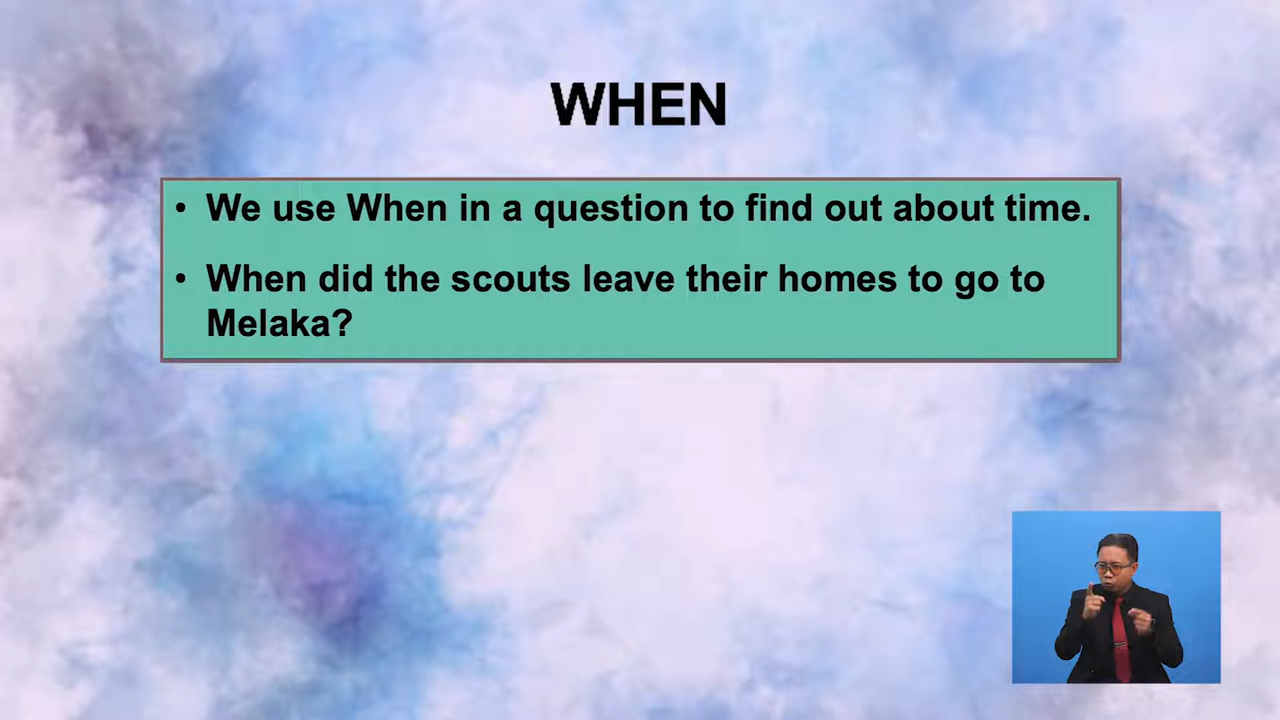 WHEN
• We use When in a question to find out about time.
• When did the scouts leave their homes to go to
Melaka?